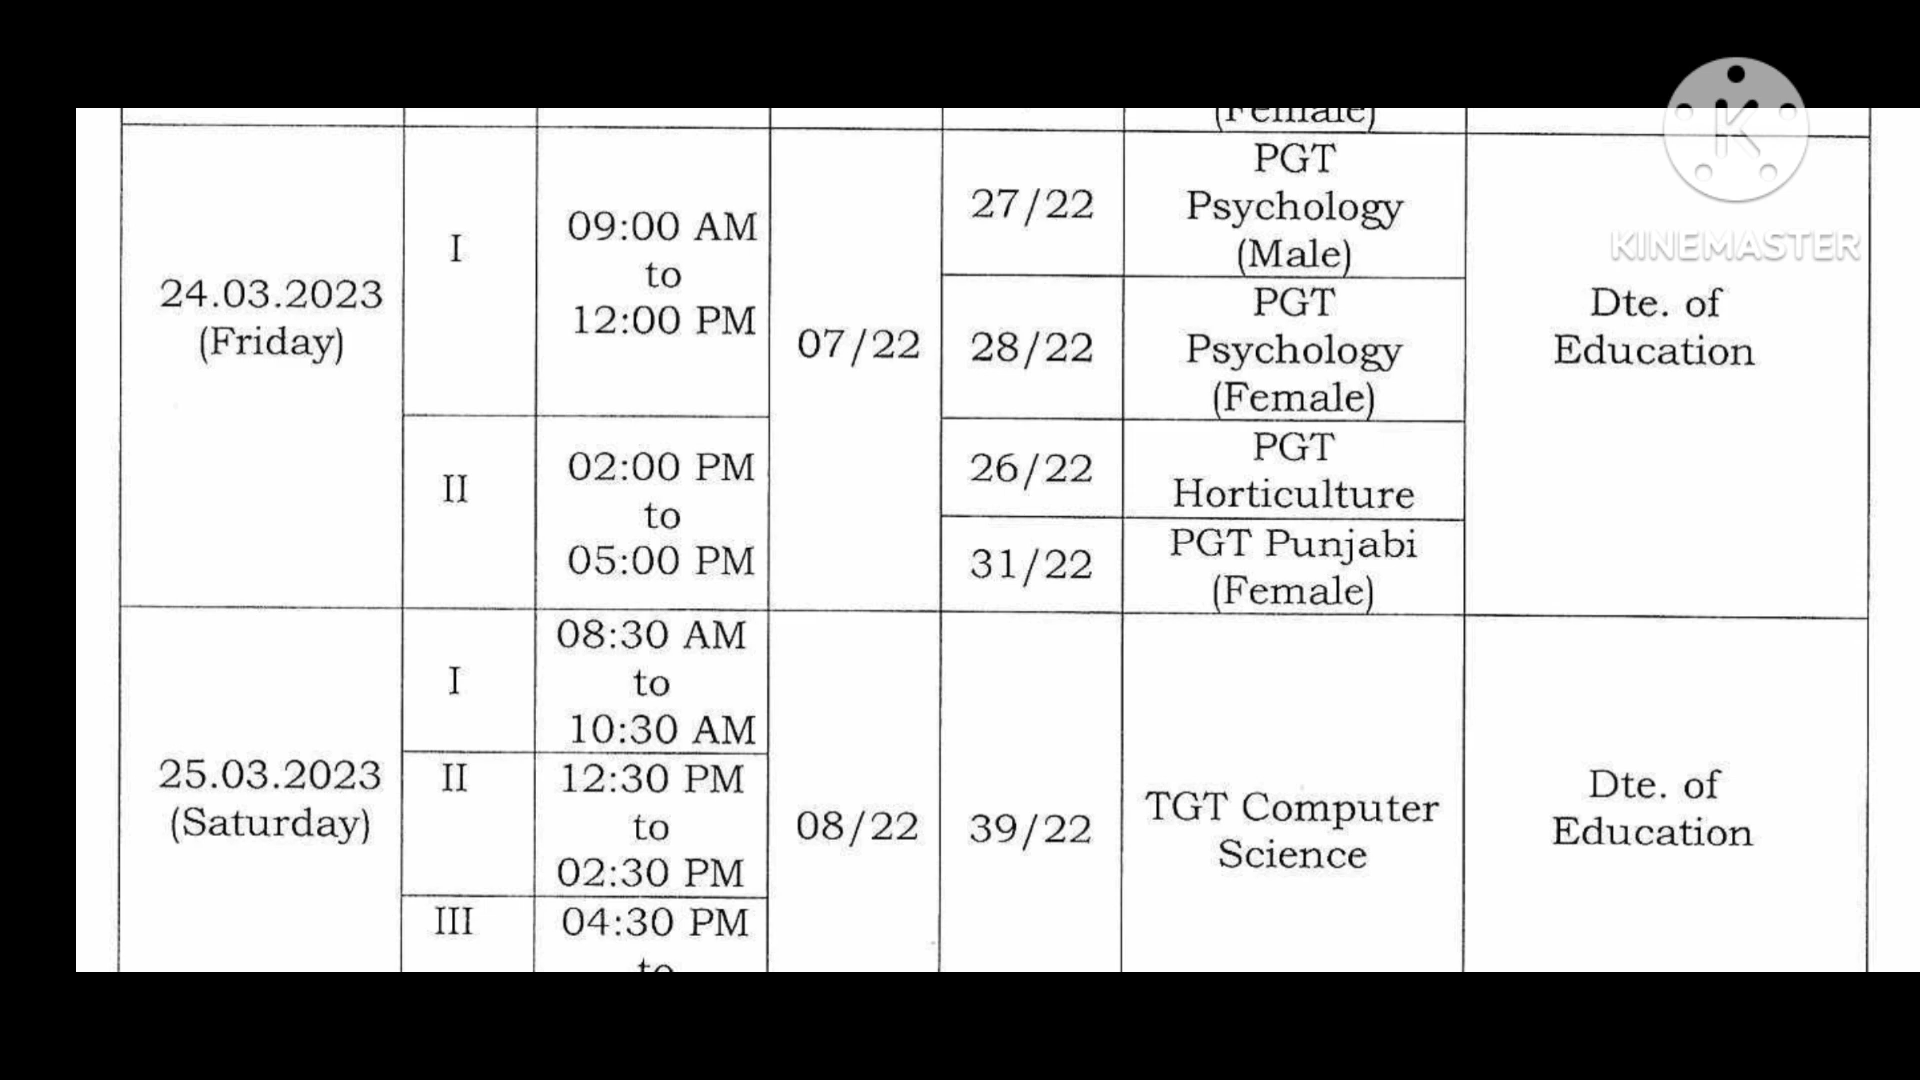 (Female)
24.03.2023
(Friday)
I
09:00 AM
to
12:00 PM
II
02:00 PM
to
05:00 PM
07/22
27/22
PGT
Psychology
(Male)
28/22
PGT
Psychology
(Female)
26/22
PGT
Horticulture
31/22
PGT Punjabi
(Female)
Dte. of
Education
25.03.2023
(Saturday)
I
08:30 AM
to
10:30 AM
II
12:30 PM
to
02:30 PM
III
04:30 PM
to
08/22
39/22
TGT Computer
Science
Dte. of
Education
K
KINEMASTER